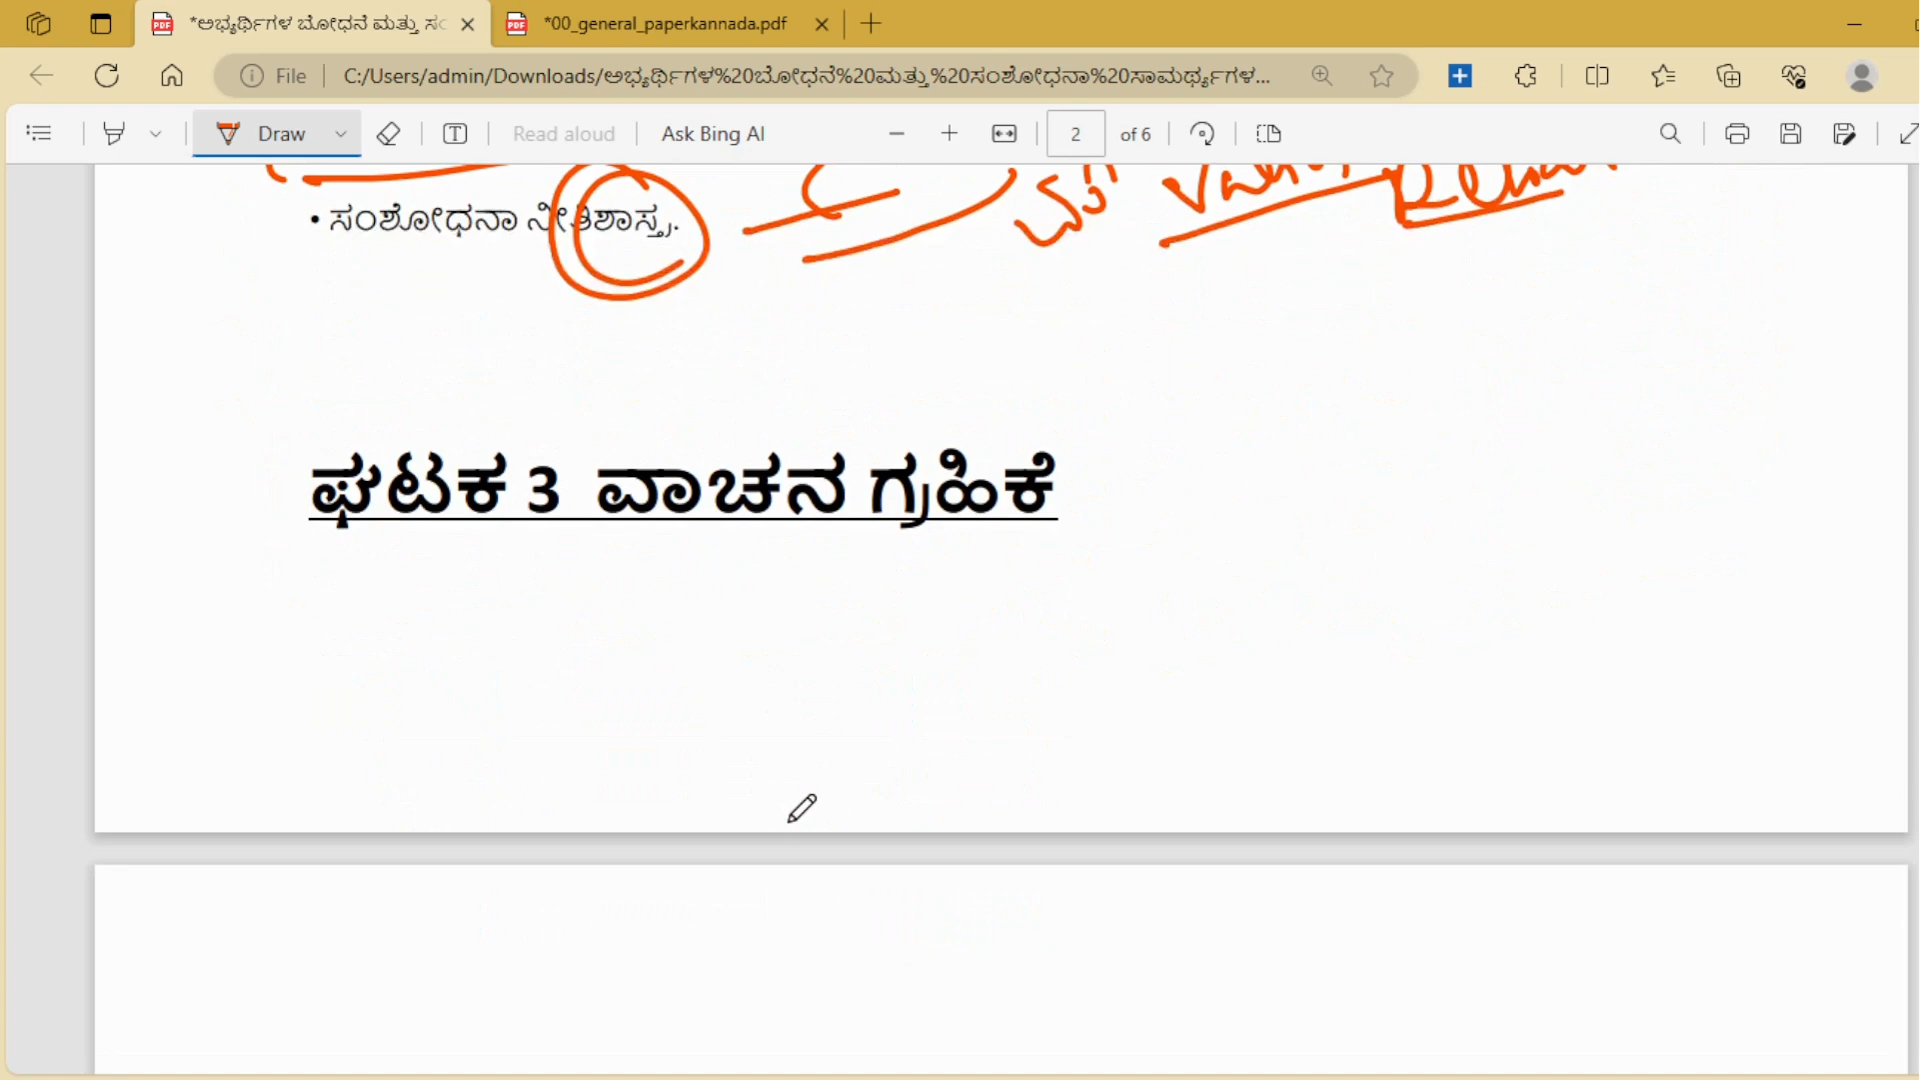 *ಅಭ್ಯರ್ಥಿಗಳ ಬೋಧನೆ ಮತ್ತು ಸಂ
*00_general_paperkannada.pdf
File
C:/Users/admin/Downloads/ಅಭ್ಯರ್ಥಿಗಳ%20ಬೋಧನೆ%20ಮತ್ತು%20ಸಂಶೋಧನಾ%20ಸಾಮರ್ಥ್ಯಗಳ...
Draw
Read aloud
Ask Bing AI
2
of 6
• ಸಂಶೋಧನಾ ನೀತಿಶಾಸ್ತ್ರ.
ಘಟಕ 3 ವಾಚನ ಗ್ರಹಿಕೆ